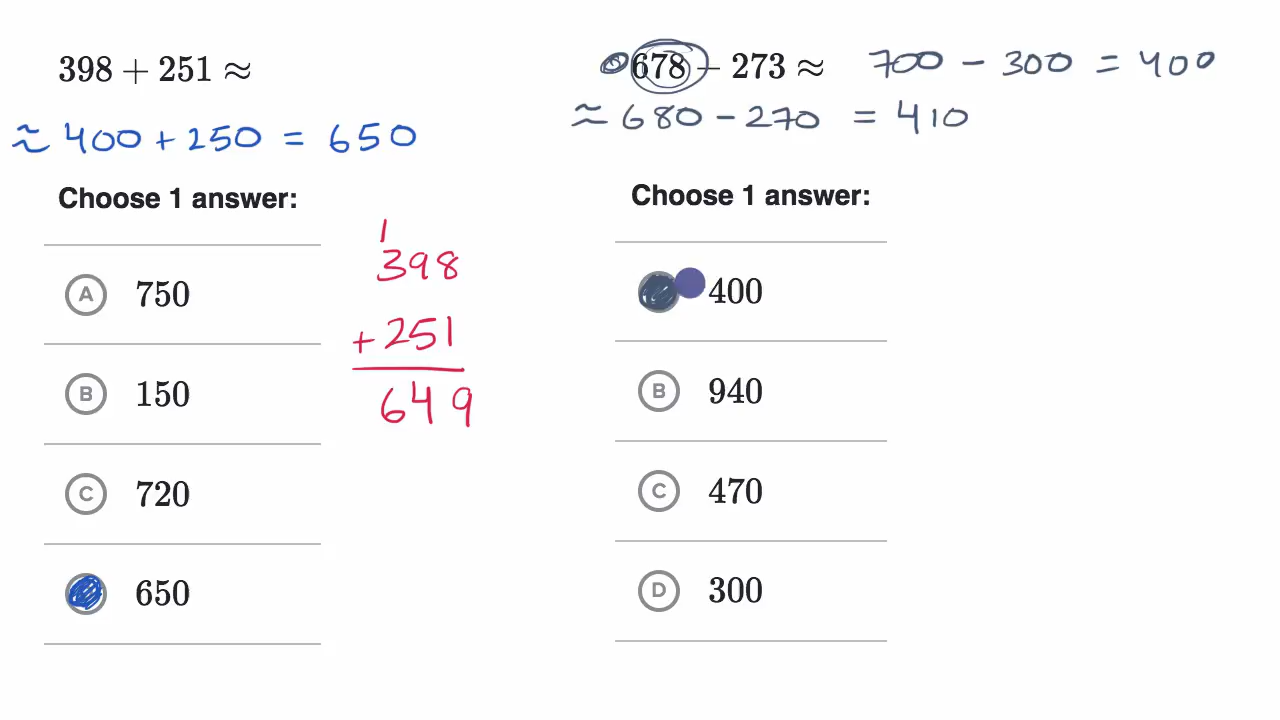 398 + 251 ≈
≈ 400 + 250 = 650
Choose 1 answer:
A 750
B 150
C 720
650
1
398
+ 251
649
678 − 273 ≈ 700 - 300 = 400
≈ 680 - 270 = 410
Choose 1 answer:
400
B 940
C 470
D 300